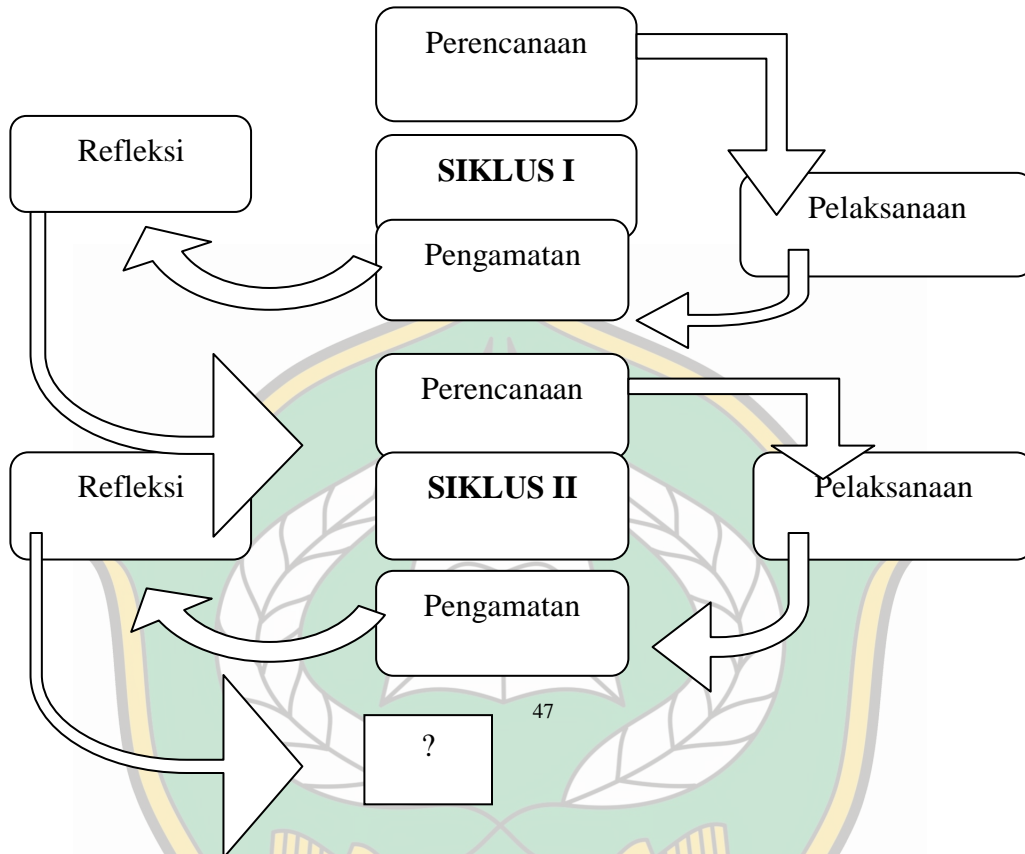 Perencanaan
Refleksi
SIKLUS I
Pelaksanaan
Pengamatan
Perencanaan
Refleksi
SIKLUS II
Pelaksanaan
Pengamatan
47
?